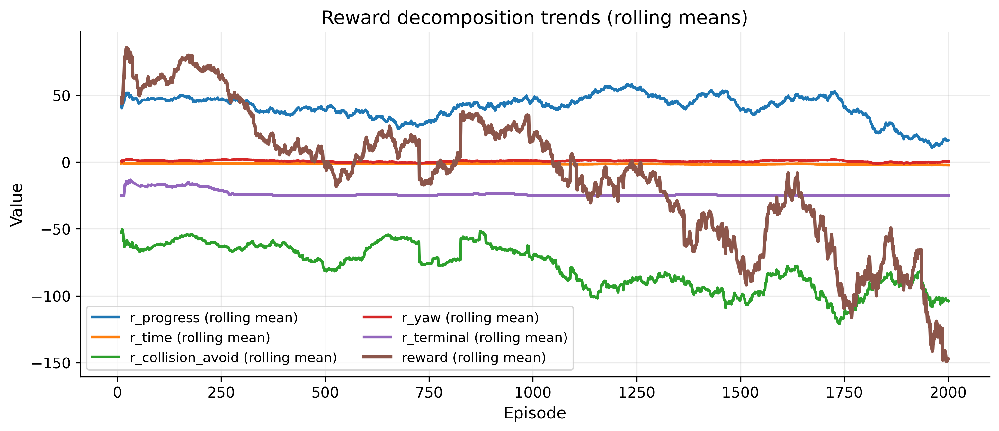 Reward decomposition trends (rolling means)
Value
50
0
−50
−100
−150
r_progress (rolling mean)
r_time (rolling mean)
r_collision_avoid (rolling mean)
r_yaw (rolling mean)
r_terminal (rolling mean)
reward (rolling mean)
0 250 500 750 1000 1250 1500 1750 2000
Episode